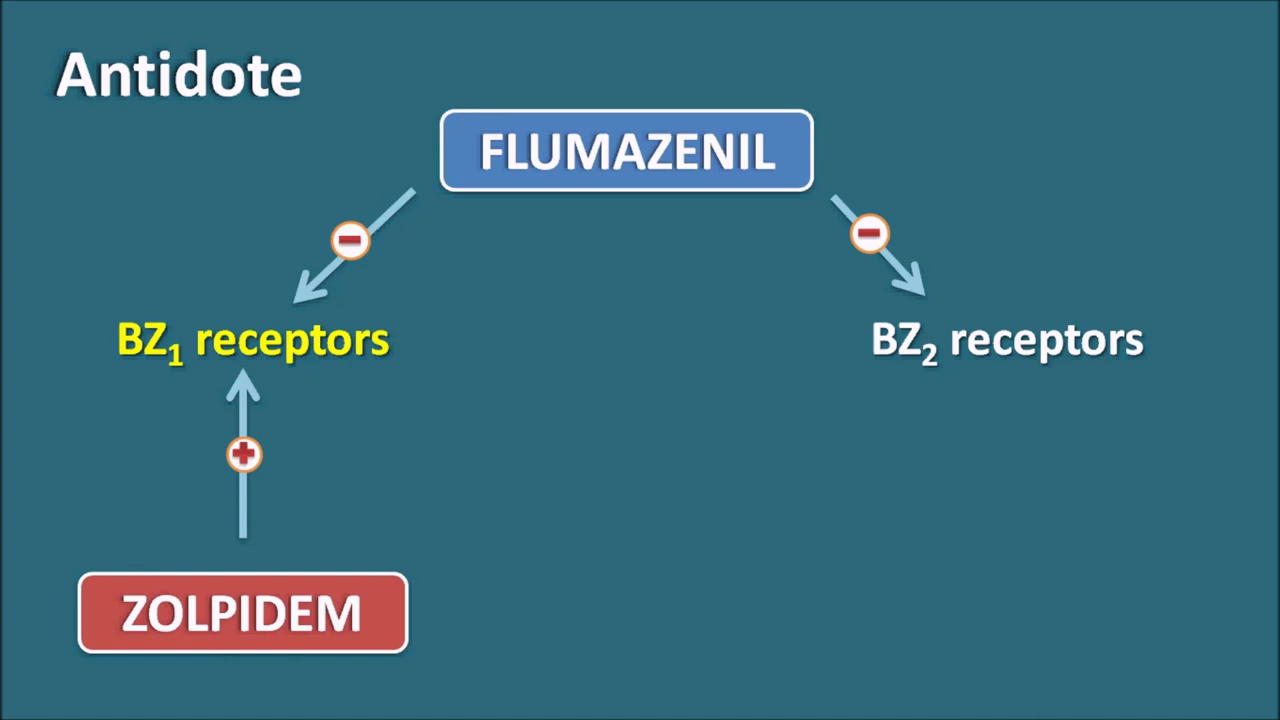 Antidote
FLUMAZENIL
BZ₁ receptors
BZ₂ receptors
ZOLPIDEM